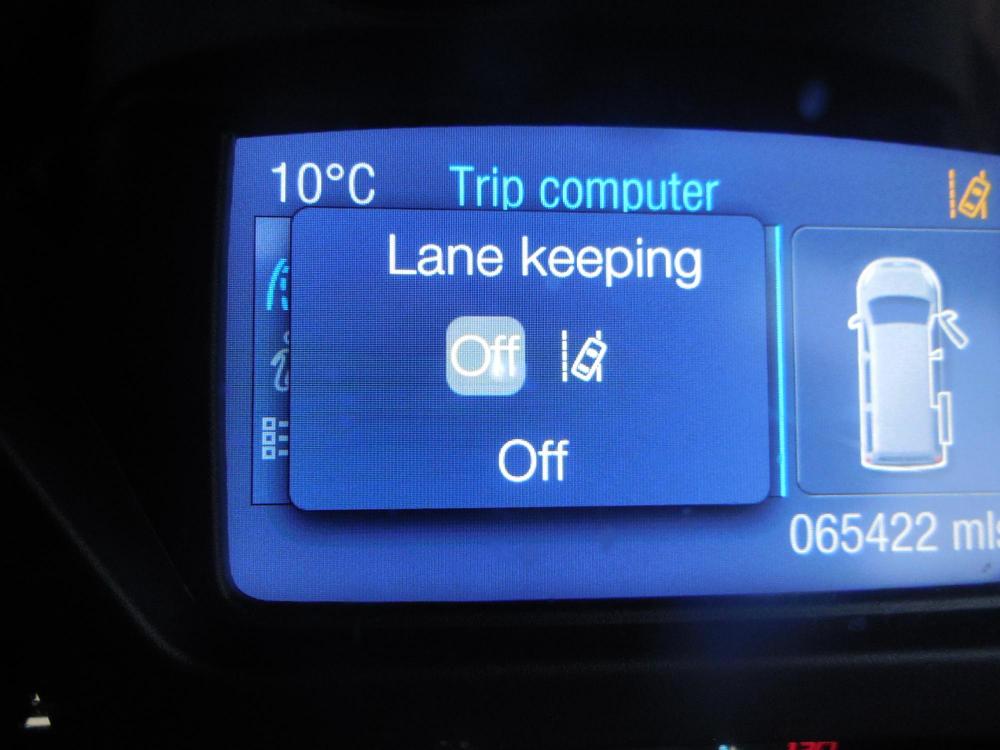 10°C
Trip computer
Lane keeping
Off
Off
065422 mls